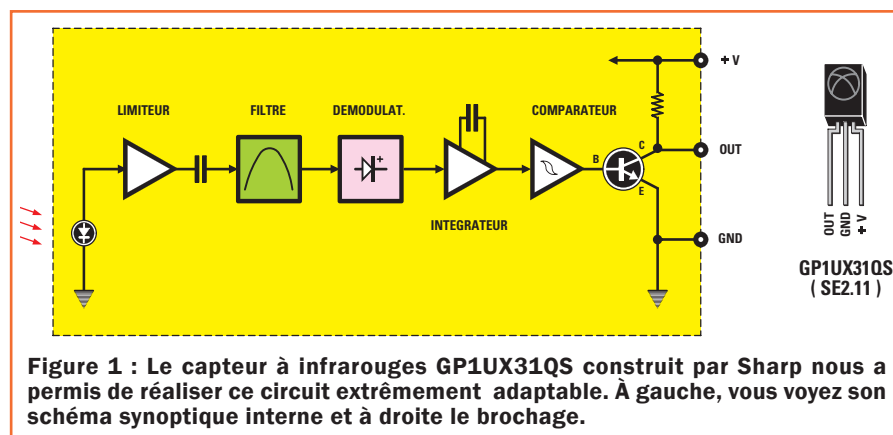 + V
LIMITEUR
FILTRE
DEMODULAT.
COMPARATEUR
C
B
OUT
E
+
INTEGRATEUR
GND
OUT
GND
+ V
GP1UX31QS
( SE2.11 )
Figure 1 : Le capteur à infrarouges GP1UX31QS construit par Sharp nous a
permis de réaliser ce circuit extrêmement adaptable. À gauche, vous voyez son
schéma synoptique interne et à droite le brochage.